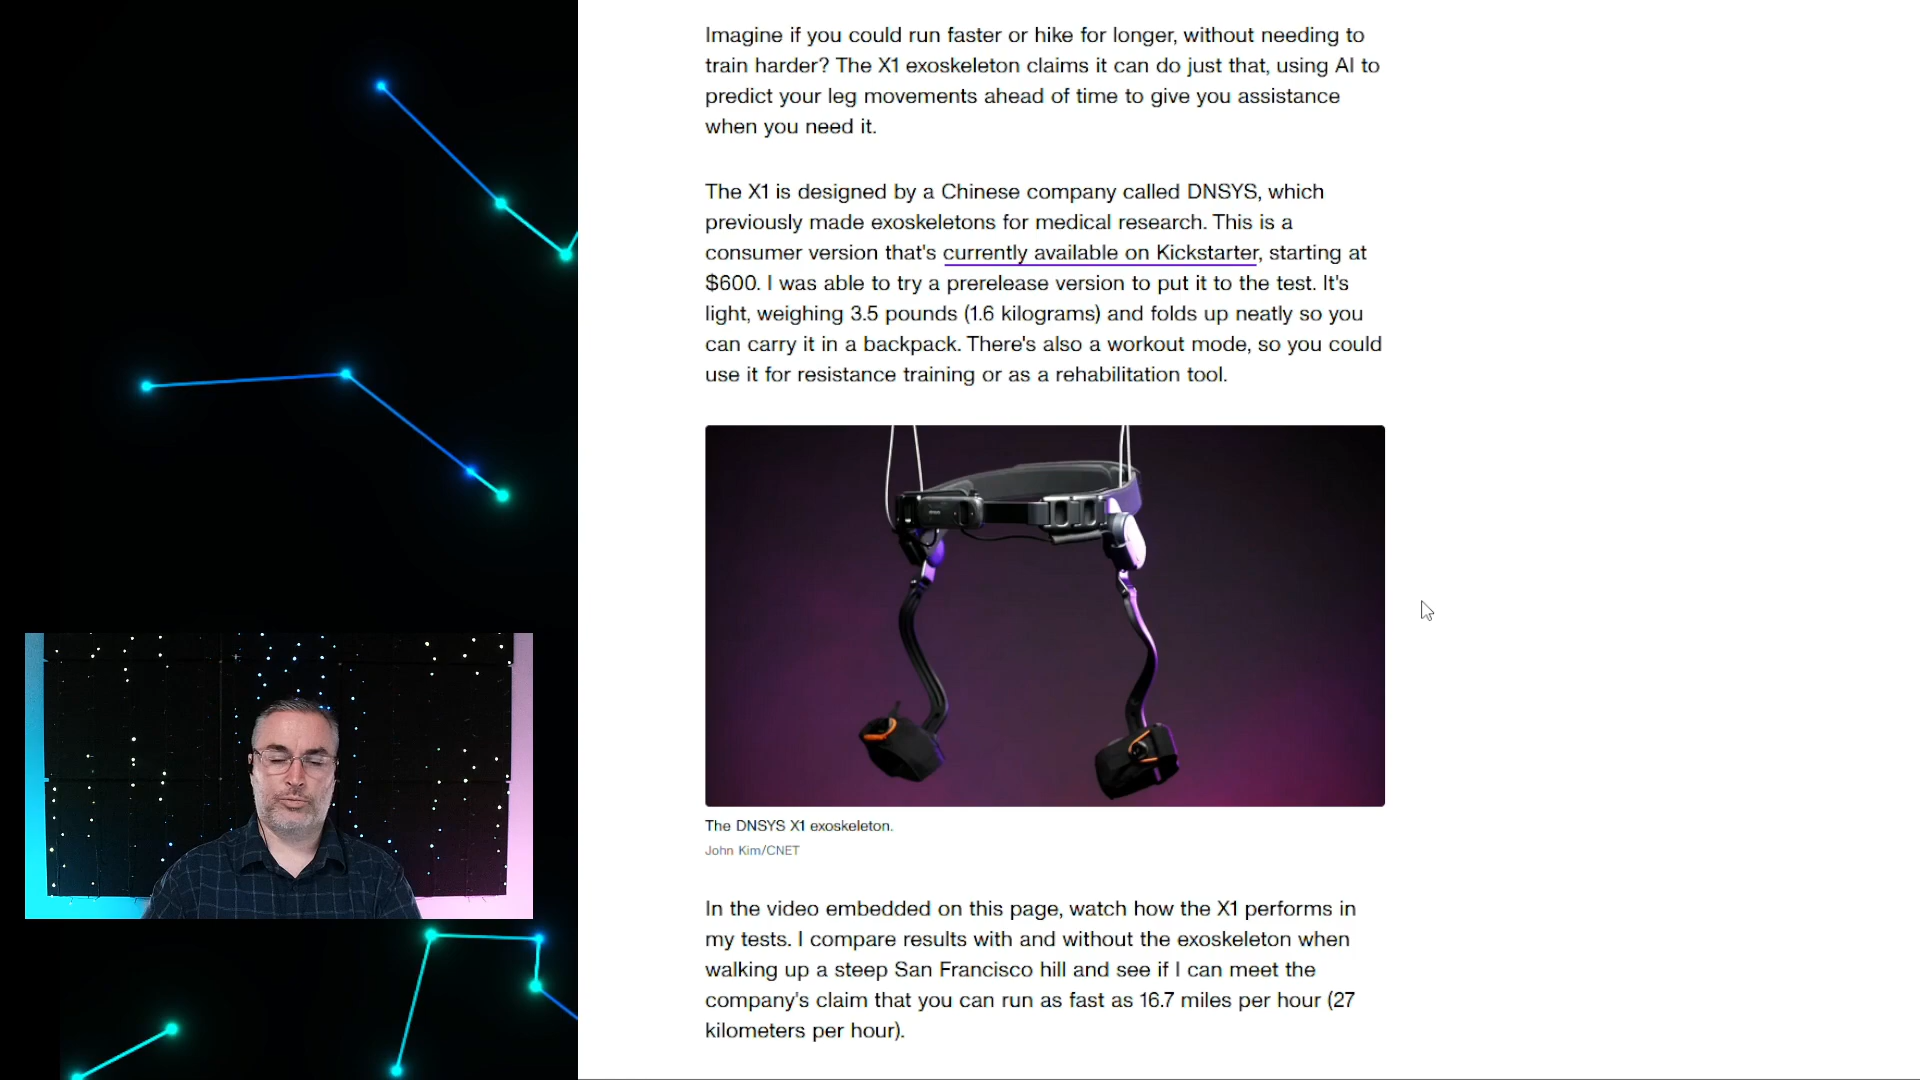 Imagine if you could run faster or hike for longer, without needing to
train harder? The X1 exoskeleton claims it can do just that, using AI to
predict your leg movements ahead of time to give you assistance
when you need it.
The X1 is designed by a Chinese company called DNSYS, which
previously made exoskeletons for medical research. This is a
consumer version that's currently available on Kickstarter, starting at
$600. I was able to try a prerelease version to put it to the test. It's
light, weighing 3.5 pounds (1.6 kilograms) and folds up neatly so you
can carry it in a backpack. There's also a workout mode, so you could
use it for resistance training or as a rehabilitation tool.
The DNSYS X1 exoskeleton.
John Kim/CNET
In the video embedded on this page, watch how the X1 performs in
my tests. I compare results with and without the exoskeleton when
walking up a steep San Francisco hill and see if I can meet the
company's claim that you can run as fast as 16.7 miles per hour (27
kilometers per hour).